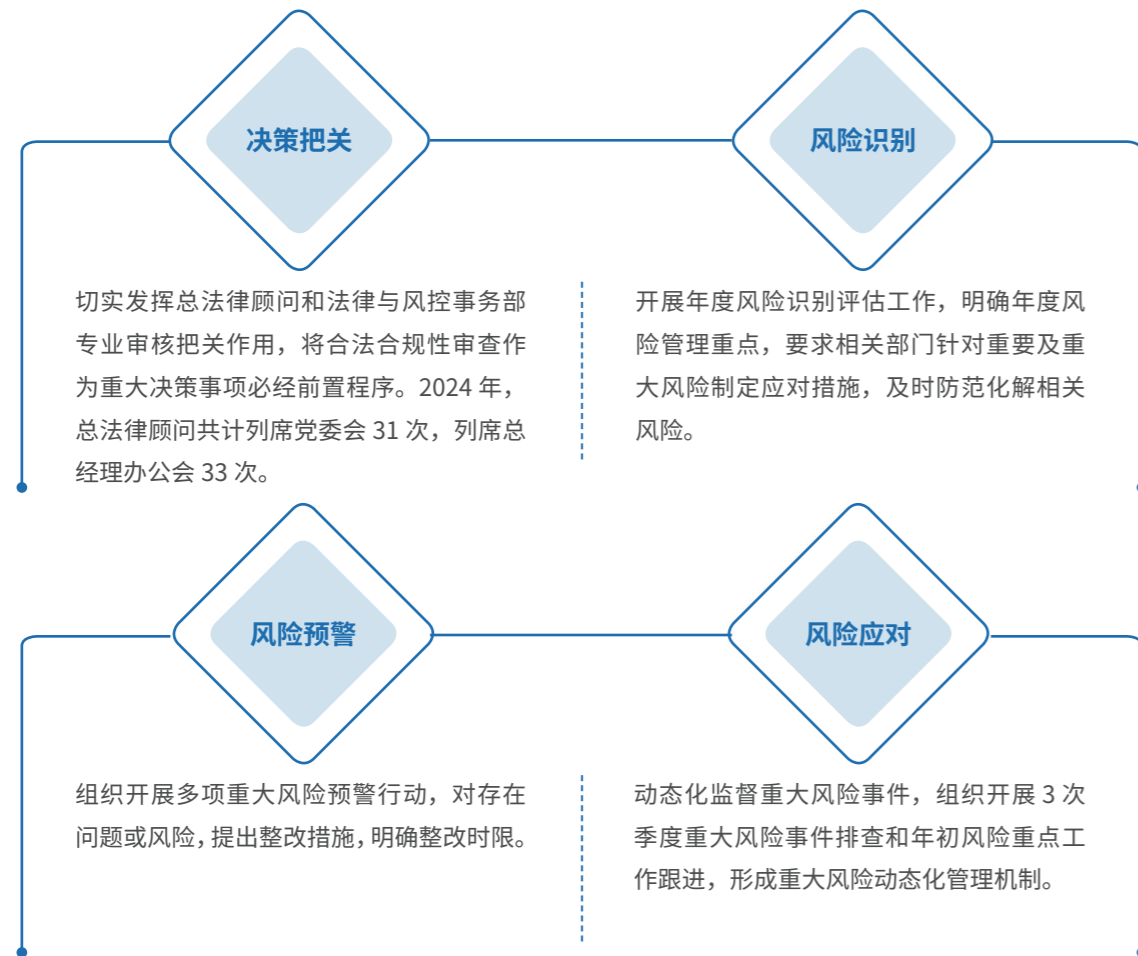 决策把关
切实发挥总法律顾问和法律与风控事务部
专业审核把关作用，将合法合规性审查作
为重大决策事项必经前置程序。2024 年，
总法律顾问共计列席党委会 31 次，列席总
经理办公会 33 次。
风险识别
开展年度风险识别评估工作，明确年度风
险管理重点，要求相关部门针对重要及重
大风险制定应对措施，及时防范化解相关
风险。
风险预警
组织开展多项重大风险预警行动，对存在
问题或风险，提出整改措施，明确整改时限。
风险应对
动态化监督重大风险事件，组织开展 3 次
季度重大风险事件排查和年初风险重点工
作跟进，形成重大风险动态化管理机制。